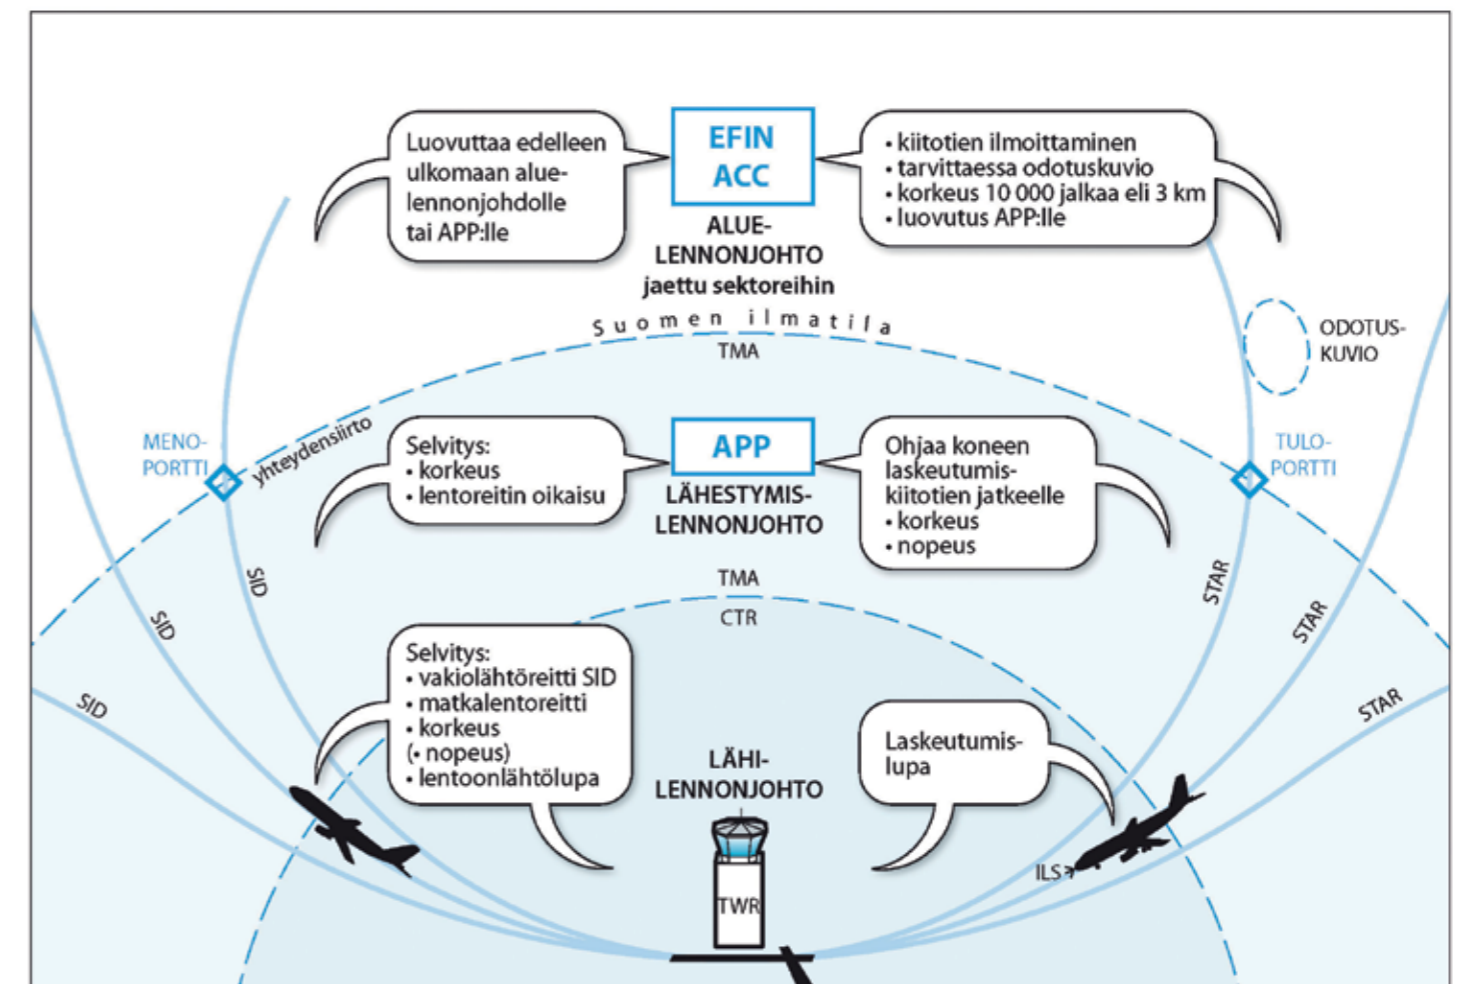 Luovuttaa edelleen
ulkomaan alue-
lennonjohdolle
tai APP:lle
EFIN
ACC
ALUE-
LENNONJOHTO
jaettu sektoreihin
• kiitotien ilmoittaminen
• tarvittaessa odotuskuvio
• korkeus 10 000 jalkaa eli 3 km
• luovutus APP:lle
Suomen ilmatila
TMA
ODOTUS-
KUVIO
MENO-
PORTTI
yhteydensiirto
Selvitys:
• korkeus
• lentoreitin oikaisu
APP
LÄHESTYMIS-
LENNONJOHTO
Ohjaa koneen
laskeutumis-
kiitotien jatkeelle
• korkeus
• nopeus
TULO-
PORTTI
SID
SID
SID
TMA
CTR
STAR
STAR
STAR
Selvitys:
• vakiolähtöreitti SID
• matkalentoreitti
• korkeus
(• nopeus)
• lentoonlähtölupa
LÄHI-
LENNONJOHTO
TWR
Laskeutumis-
lupa
ILS